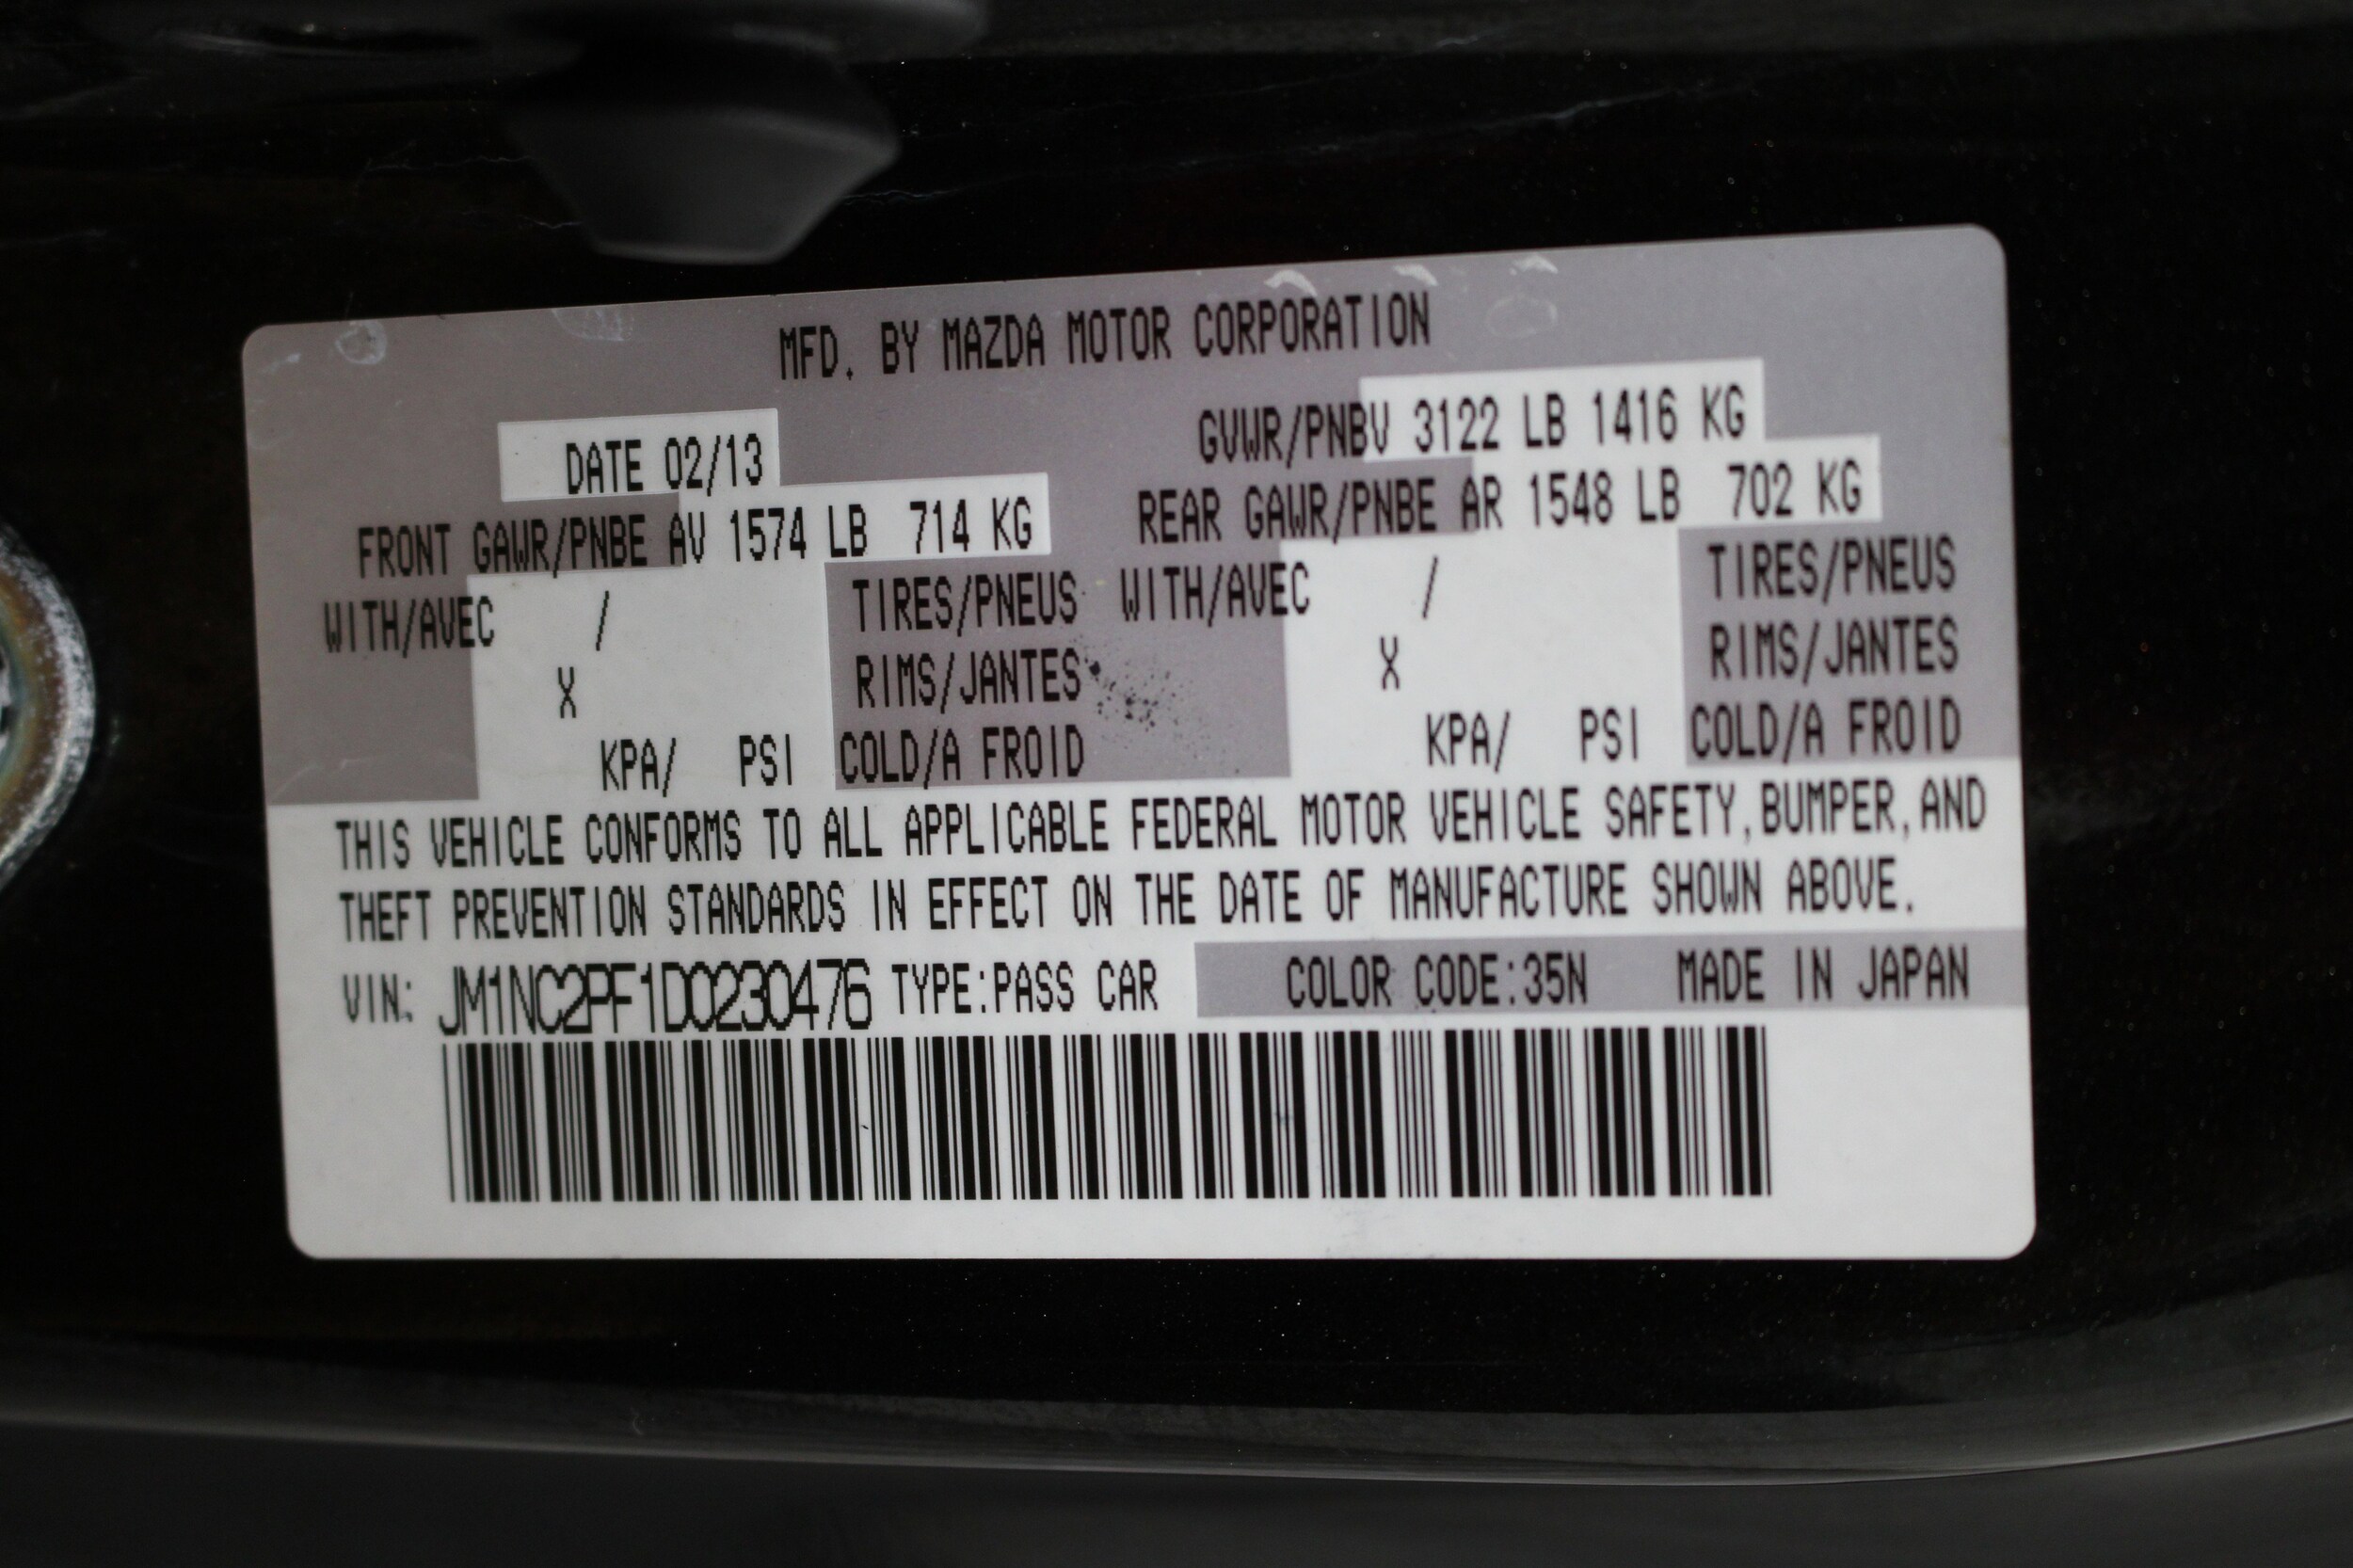 MFD. BY MAZDA MOTOR CORPORATION
DATE 02/13 GVWR/PNBV 3122 LB 1416 KG
FRONT GAWR/PNBE AV 1574 LB 714 KG REAR GAWR/PNBE AR 1548 LB 702 KG
WITH/AVEC / TIRES/PNEUS WITH/AVEC / TIRES/PNEUS
X RIMS/JANTES X RIMS/JANTES
KPA/ PSI COLD/A FROID KPA/ PSI COLD/A FROID
THIS VEHICLE CONFORMS TO ALL APPLICABLE FEDERAL MOTOR VEHICLE SAFETY,BUMPER,AND
THEFT PREVENTION STANDARDS IN EFFECT ON THE DATE OF MANUFACTURE SHOWN ABOVE.
VIN: JM1NC2PF1D0230476 TYPE:PASS CAR COLOR CODE:35N MADE IN JAPAN